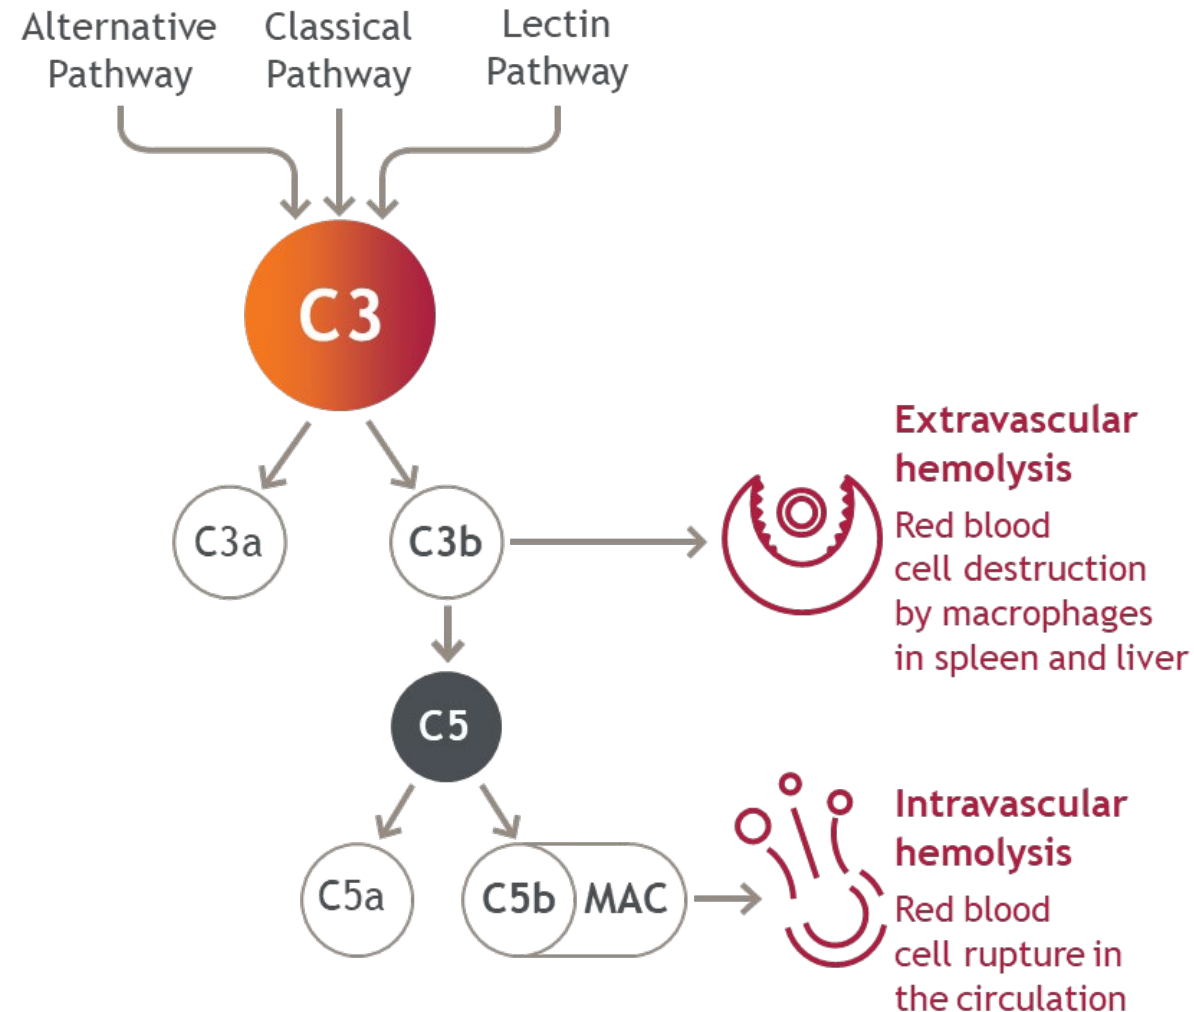 Alternative
Pathway
Classical
Pathway
Lectin
Pathway
C3
C3a
C3b
Extravascular
hemolysis
Red blood
cell destruction
by macrophages
in spleen and liver
C5
C5a
C5b
MAC
Intravascular
hemolysis
Red blood
cell rupture in
the circulation